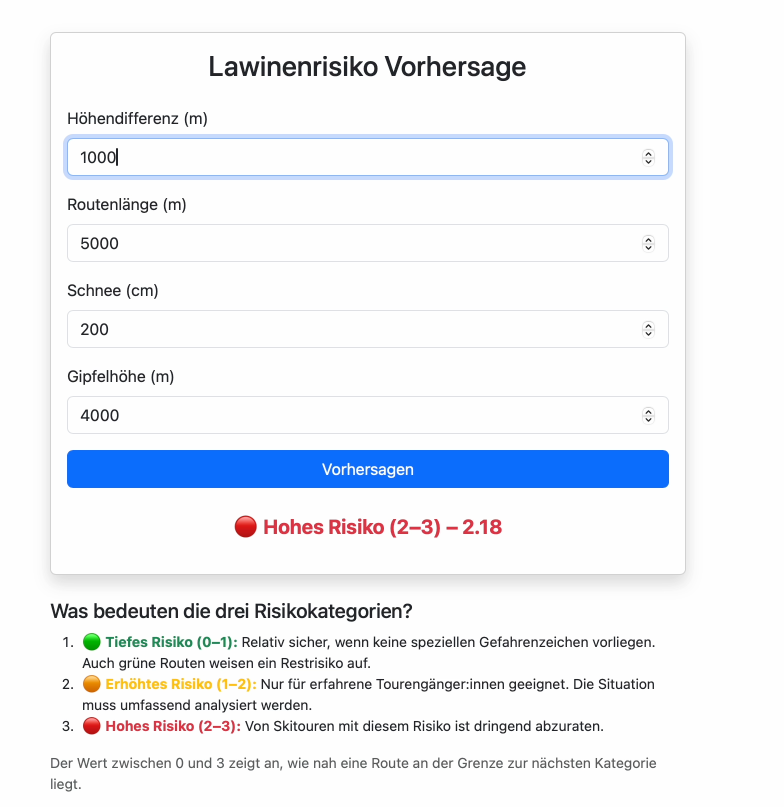 Lawinenrisiko Vorhersage
Höhendifferenz (m)
1000
Routenlänge (m)
5000
Schnee (cm)
200
Gipfelhöhe (m)
4000
Vorhersagen
Hohes Risiko (2–3) – 2.18
Was bedeuten die drei Risikokategorien?
1. Tiefes Risiko (0–1): Relativ sicher, wenn keine speziellen Gefahrenzeichen vorliegen.
Auch grüne Routen weisen ein Restrisiko auf.
2. Erhöhtes Risiko (1–2): Nur für erfahrene Tourengänger:innen geeignet. Die Situation
muss umfassend analysiert werden.
3. Hohes Risiko (2–3): Von Skitouren mit diesem Risiko ist dringend abzuraten.
Der Wert zwischen 0 und 3 zeigt an, wie nah eine Route an der Grenze zur nächsten Kategorie
liegt.